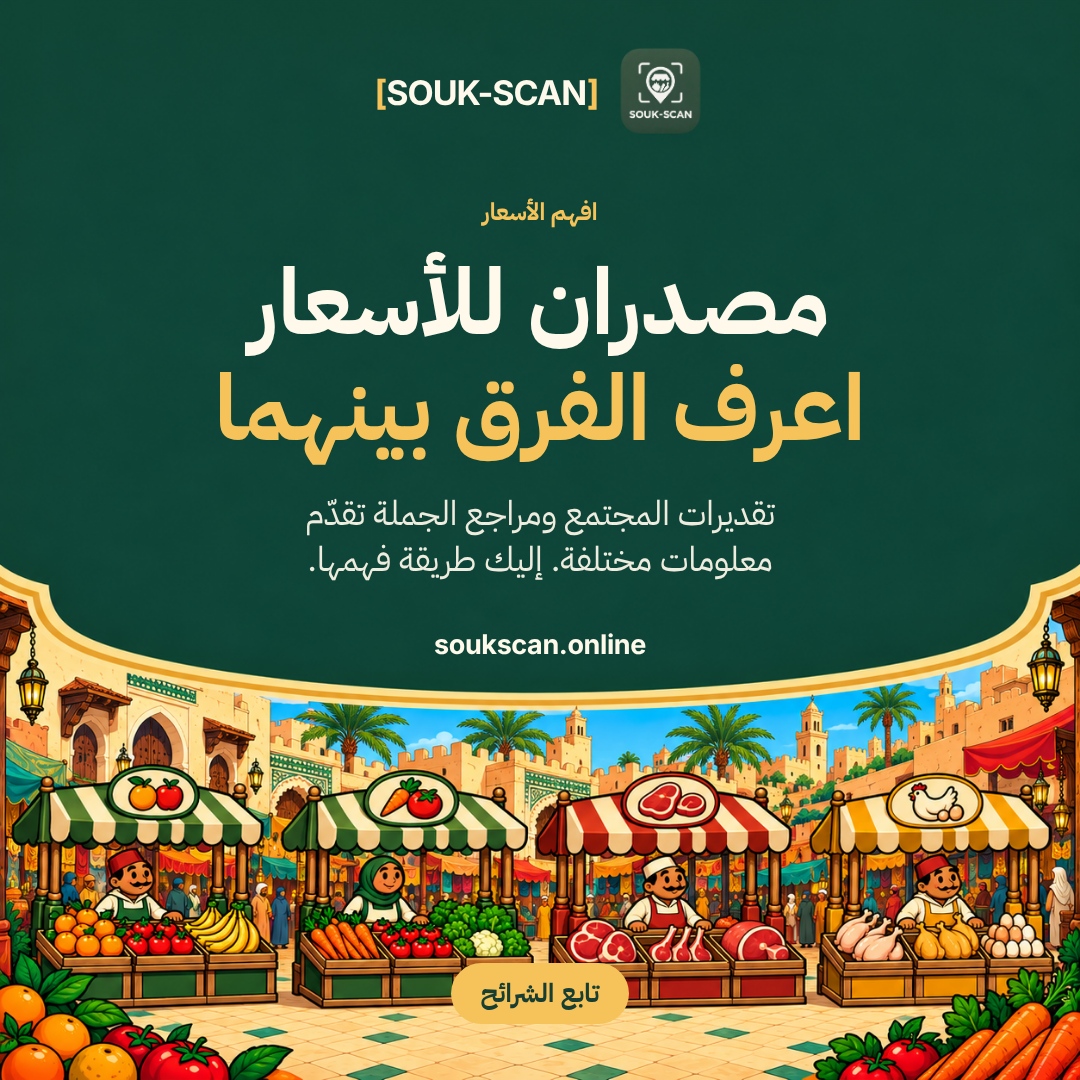 [SOUK-SCAN]
SOUK-SCAN
افهم الأسعار
مصدران للأسعار
اعرف الفرق بينهما
تقديرات المجتمع ومراجع الجملة تقدّم
معلومات مختلفة. إليك طريقة فهمها.
soukscan.online
تابع الشرائح